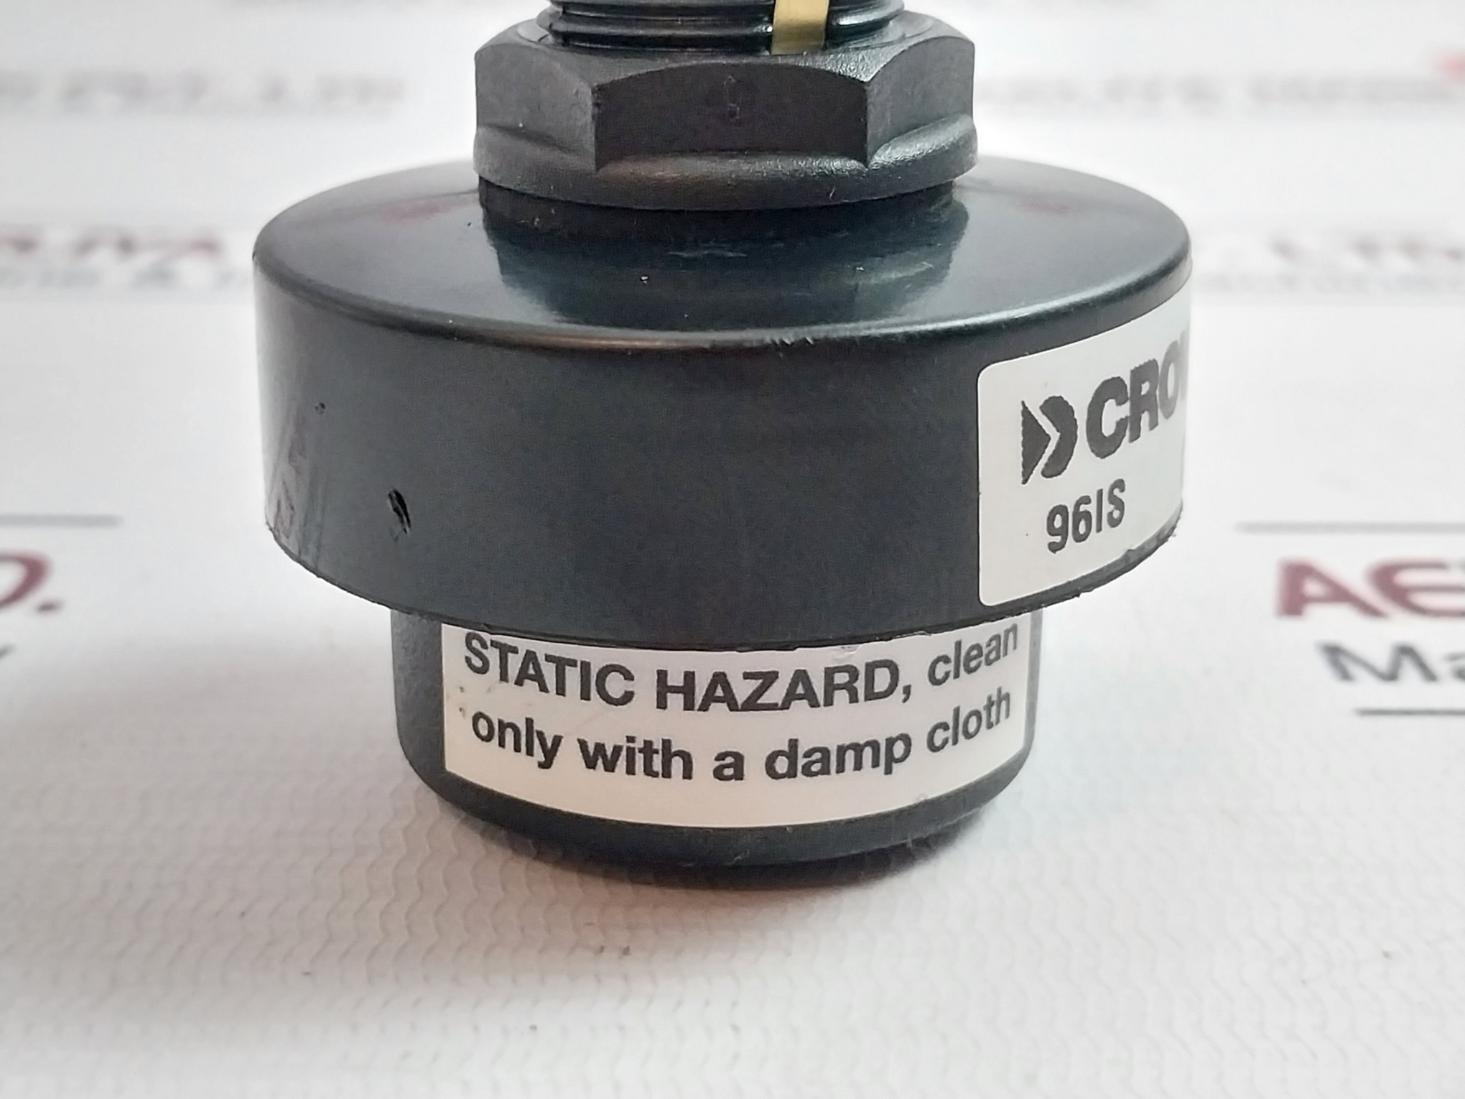 CRO
96IS
STATIC HAZARD, clean
only with a damp cloth